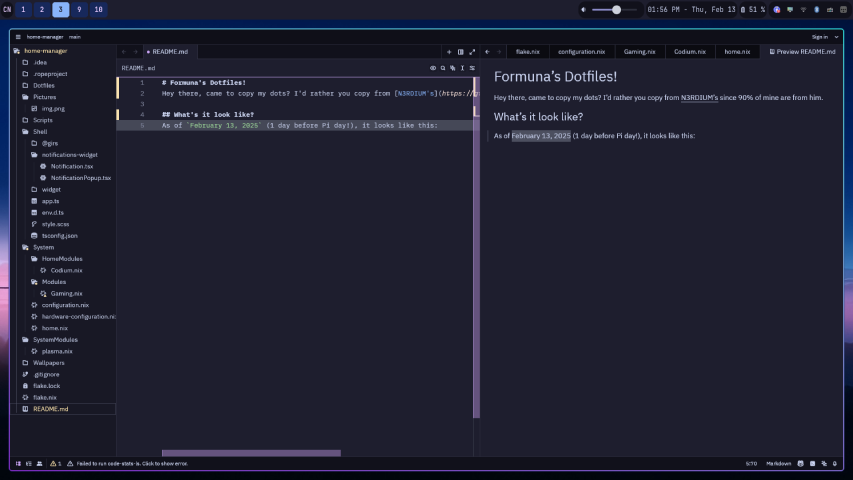 CN 1 2 3 9 10
01:56 PM - Thu, Feb 13
51 %
home-manager main
Sign in
home-manager
.idea
.ropeproject
Dotfiles
Pictures
img.png
Scripts
Shell
@girs
notifications-widget
Notification.tsx
NotificationPopup.tsx
widget
app.ts
env.d.ts
style.scss
tsconfig.json
System
HomeModules
Codium.nix
Modules
Gaming.nix
configuration.nix
hardware-configuration.nix
home.nix
SystemModules
plasma.nix
Wallpapers
.gitignore
flake.lock
flake.nix
README.md
README.md
README.md
1 # Formuna's Dotfiles!
2 Hey there, came to copy my dots? I'd rather you copy from [N3RDIUM's](https://
3
4 ## What's it look like?
5 As of `February 13, 2025` (1 day before Pi day!), it looks like this:
flake.nix configuration.nix Gaming.nix Codium.nix home.nix Preview README.md
Formuna's Dotfiles!
Hey there, came to copy my dots? I'd rather you copy from N3RDIUM's since 90% of mine are from him.
What's it look like?
As of February 13, 2025 (1 day before Pi day!), it looks like this:
1 Failed to run code-stats-ls. Click to show error.
5:70 Markdown